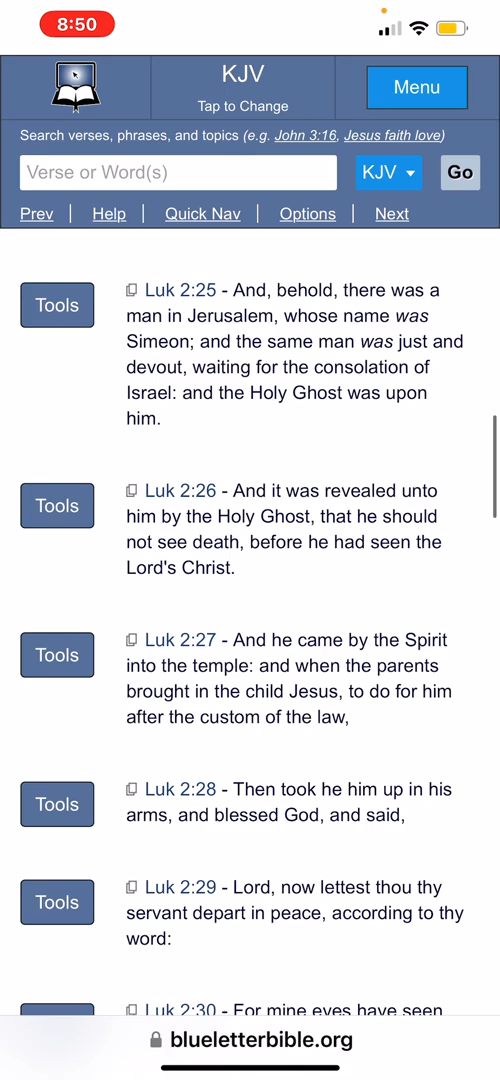 8:50
KJV
Tap to Change
Menu
Search verses, phrases, and topics (e.g. John 3:16, Jesus faith love)
Verse or Word(s)
KJV
Go
Prev | Help | Quick Nav | Options | Next
Tools
Luk 2:25 - And, behold, there was a
man in Jerusalem, whose name was
Simeon; and the same man was just and
devout, waiting for the consolation of
Israel: and the Holy Ghost was upon
him.
Tools
Luk 2:26 - And it was revealed unto
him by the Holy Ghost, that he should
not see death, before he had seen the
Lord's Christ.
Tools
Luk 2:27 - And he came by the Spirit
into the temple: and when the parents
brought in the child Jesus, to do for him
after the custom of the law,
Tools
Luk 2:28 - Then took he him up in his
arms, and blessed God, and said,
Tools
Luk 2:29 - Lord, now lettest thou thy
servant depart in peace, according to thy
word:
Luk 2:30 - For mine eyes have seen
blueletterbible.org